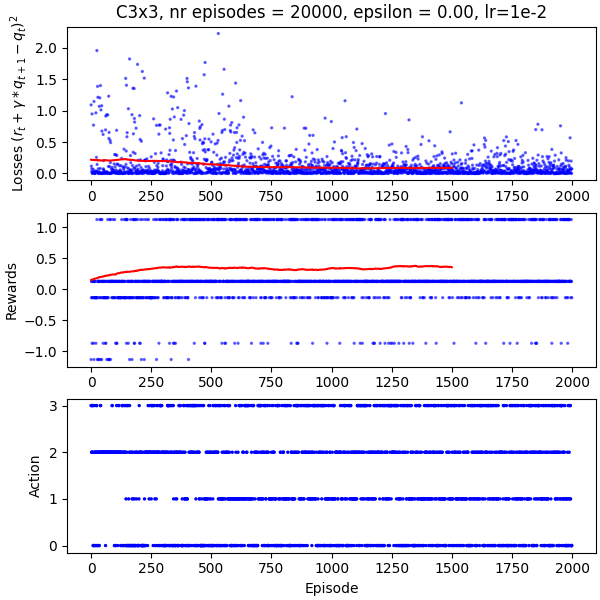 C3x3, nr episodes = 20000, epsilon = 0.00, lr=1e-2
Losses $(r_t + \gamma * q_{t+1} - q_t)^2$
2.0
1.5
1.0
0.5
0.0
0 250 500 750 1000 1250 1500 1750 2000
Rewards
1.0
0.5
0.0
−0.5
−1.0
0 250 500 750 1000 1250 1500 1750 2000
Action
3
2
1
0
0 250 500 750 1000 1250 1500 1750 2000
Episode